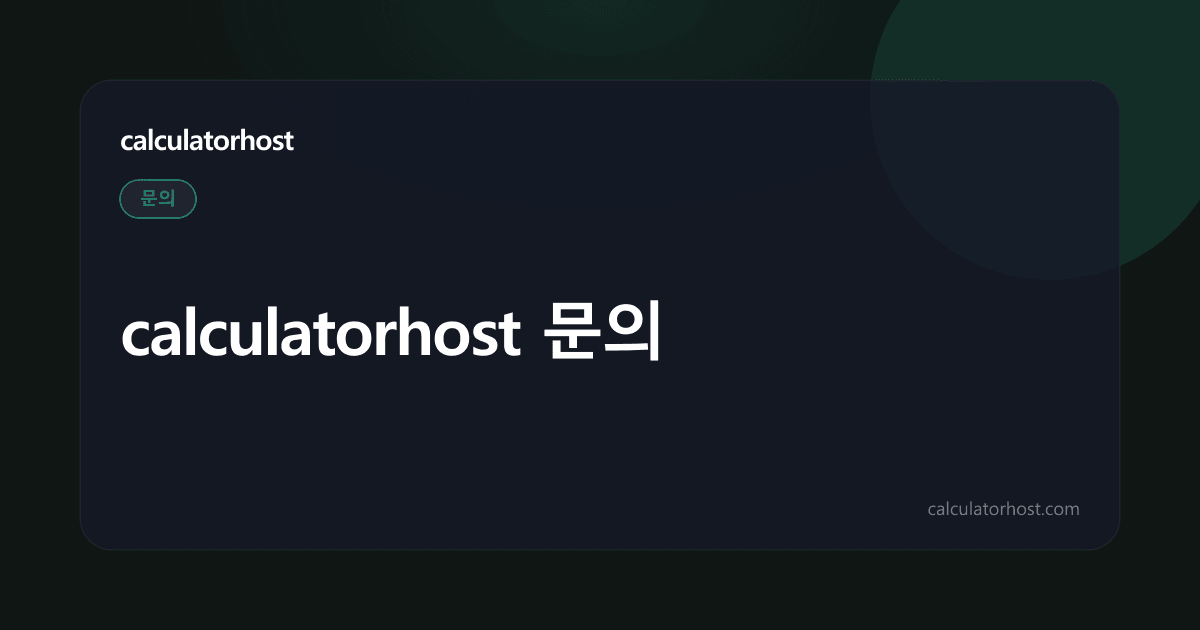 calculatorhost
문의
calculatorhost 문의
calculatorhost.com